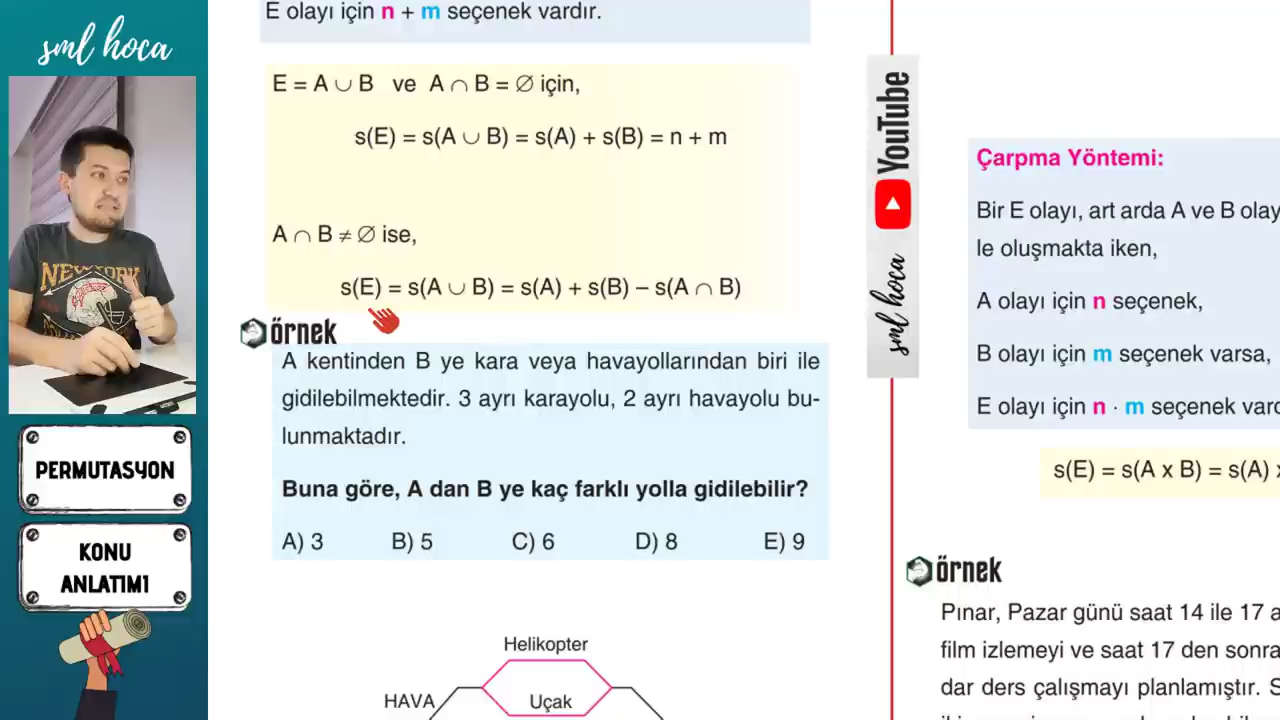 sml hoca
NEW YORK
PERMUTASYON
KONU
ANLATIMI
E olayı için n + m seçenek vardır.
E = A ∪ B ve A ∩ B = ∅ için,
s(E) = s(A ∪ B) = s(A) + s(B) = n + m
A ∩ B ≠ ∅ ise,
s(E) = s(A ∪ B) = s(A) + s(B) − s(A ∩ B)
örnek
A kentinden B ye kara veya havayollarından biri ile
gidilebilmektedir. 3 ayrı karayolu, 2 ayrı havayolu bu-
lunmaktadır.
Buna göre, A dan B ye kaç farklı yolla gidilebilir?
A) 3 B) 5 C) 6 D) 8 E) 9
Helikopter
HAVA
Uçak
YouTube
sml hoca
Çarpma Yöntemi:
Bir E olayı, art arda A ve B olay
le oluşmakta iken,
A olayı için n seçenek,
B olayı için m seçenek varsa,
E olayı için n · m seçenek vard
s(E) = s(A x B) = s(A) x
örnek
Pınar, Pazar günü saat 14 ile 17 a
film izlemeyi ve saat 17 den sonra
dar ders çalışmayı planlamıştır. S